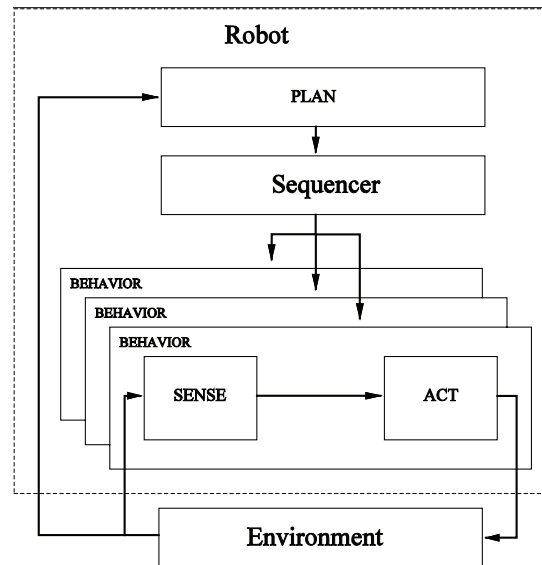 Robot
PLAN
Sequencer
BEHAVIOR
BEHAVIOR
BEHAVIOR
SENSE
ACT
Environment